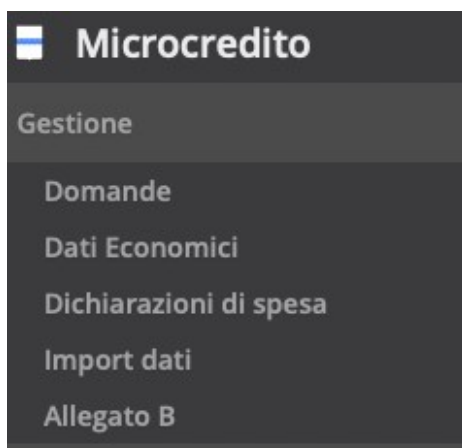 Microcredito
Gestione
Domande
Dati Economici
Dichiarazioni di spesa
Import dati
Allegato B